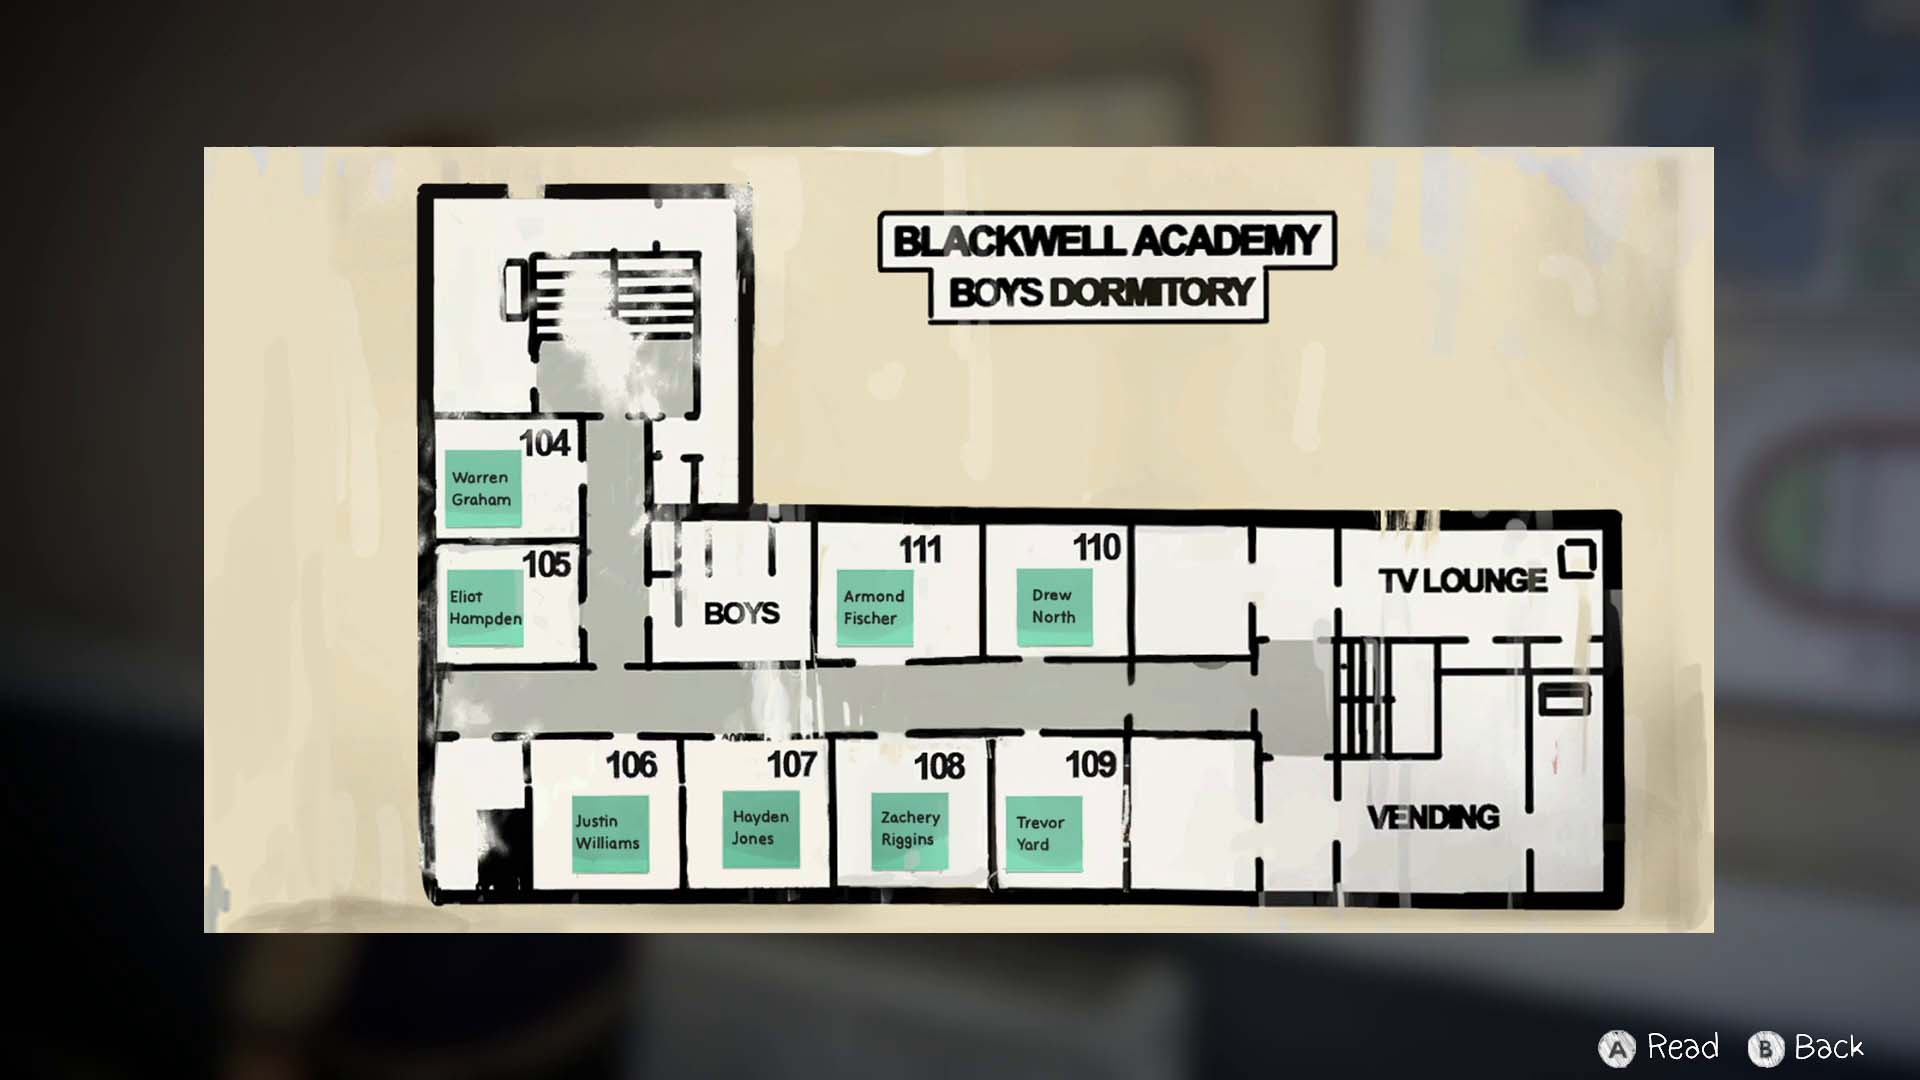 BLACKWELL ACADEMY
BOYS DORMITORY
104
Warren
Graham
105
Eliot
Hampden
BOYS
111
Armond
Fischer
110
Drew
North
TV LOUNGE
106
Justin
Williams
107
Hayden
Jones
108
Zachery
Riggins
109
Trevor
Yard
VENDING
A Read
B Back